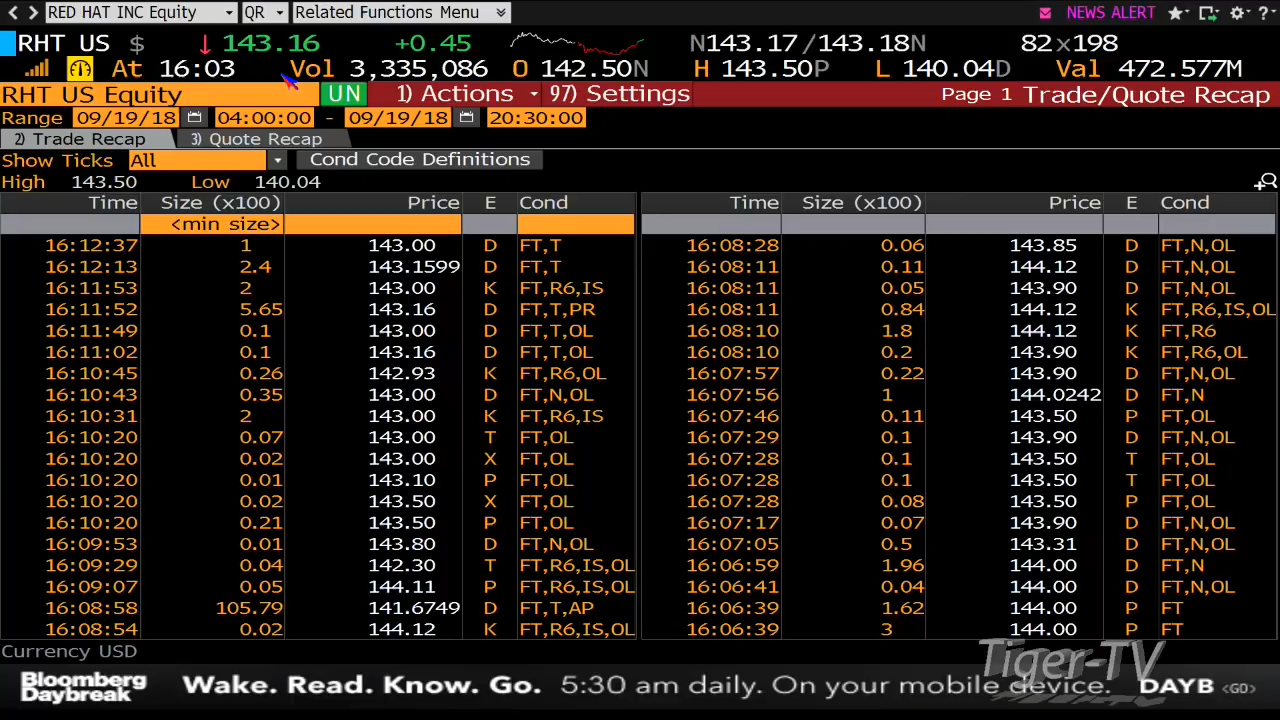 RED HAT INC Equity QR Related Functions Menu NEWS ALERT ?
RHT US $ ↓ 143.16 +0.45 N143.17/143.18N 82x198
At 16:03 Vol 3,335,086 O 142.50N H 143.50P L 140.04D Val 472.577M
RHT US Equity UN 1) Actions 97) Settings Page 1 Trade/Quote Recap
Range 09/19/18 04:00:00 - 09/19/18 20:30:00
2) Trade Recap 3) Quote Recap
Show Ticks All Cond Code Definitions
High 143.50 Low 140.04
Time Size (x100) Price E Cond Time Size (x100) Price E Cond
<min size>
16:12:37 1 143.00 D FT,T 16:08:28 0.06 143.85 D FT,N,OL
16:12:13 2.4 143.1599 D FT,T 16:08:11 0.11 144.12 D FT,N,OL
16:11:53 2 143.00 K FT,R6,IS 16:08:11 0.05 143.90 D FT,N,OL
16:11:52 5.65 143.16 D FT,T,PR 16:08:11 0.84 144.12 K FT,R6,IS,OL
16:11:49 0.1 143.00 D FT,T,OL 16:08:10 1.8 144.12 K FT,R6
16:11:02 0.1 143.16 D FT,T,OL 16:08:10 0.2 143.90 K FT,R6,OL
16:10:45 0.26 142.93 K FT,R6,OL 16:07:57 0.22 143.90 D FT,N,OL
16:10:43 0.35 143.00 D FT,N,OL 16:07:56 1 144.0242 D FT,N
16:10:31 2 143.00 K FT,R6,IS 16:07:46 0.11 143.50 P FT,OL
16:10:20 0.07 143.00 T FT,OL 16:07:29 0.1 143.90 D FT,N,OL
16:10:20 0.02 143.00 X FT,OL 16:07:28 0.1 143.50 T FT,OL
16:10:20 0.01 143.10 P FT,OL 16:07:28 0.1 143.50 T FT,OL
16:10:20 0.02 143.50 X FT,OL 16:07:28 0.08 143.50 P FT,OL
16:10:20 0.21 143.50 P FT,OL 16:07:17 0.07 143.90 D FT,N,OL
16:09:53 0.01 143.80 D FT,N,OL 16:07:05 0.5 143.31 D FT,N,OL
16:09:29 0.04 142.30 T FT,R6,IS,OL 16:06:59 1.96 144.00 D FT,N
16:09:07 0.05 144.11 P FT,R6,IS,OL 16:06:41 0.04 144.00 D FT,N,OL
16:08:58 105.79 141.6749 D FT,T,AP 16:06:39 1.62 144.00 P FT
16:08:54 0.02 144.12 K FT,R6,IS,OL 16:06:39 3 144.00 P FT
Currency USD
Tiger-TV
Bloomberg
Daybreak
Wake. Read. Know. Go. 5:30 am daily. On your mobile device. DAYB <GO>